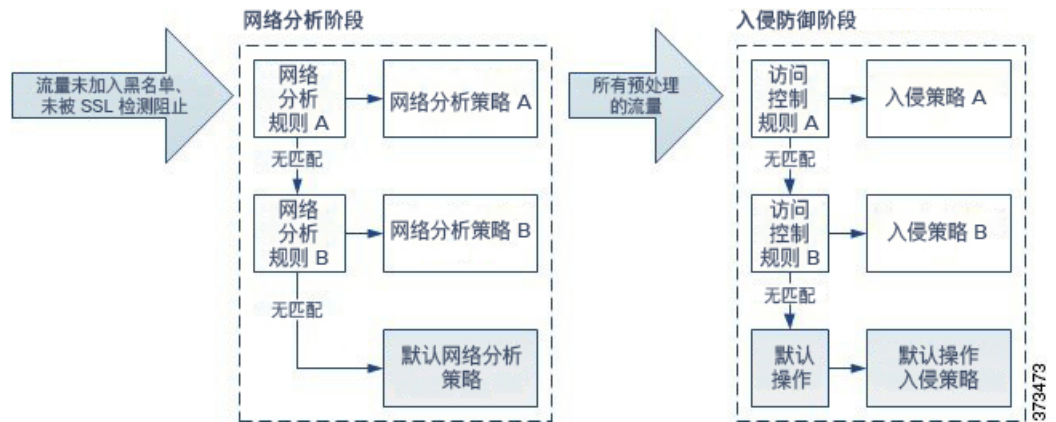 网络分析阶段
流量未加入黑名单、
未被 SSL 检测阻止
网络
分析
规则 A
网络分析策略 A
无匹配
网络
分析
规则 B
网络分析策略 B
无匹配
默认网络分析
策略
所有预处理
的流量
入侵防御阶段
访问
控制
规则 A
入侵策略 A
无匹配
访问
控制
规则 B
入侵策略 B
无匹配
默认
操作
默认操作
入侵策略
373473